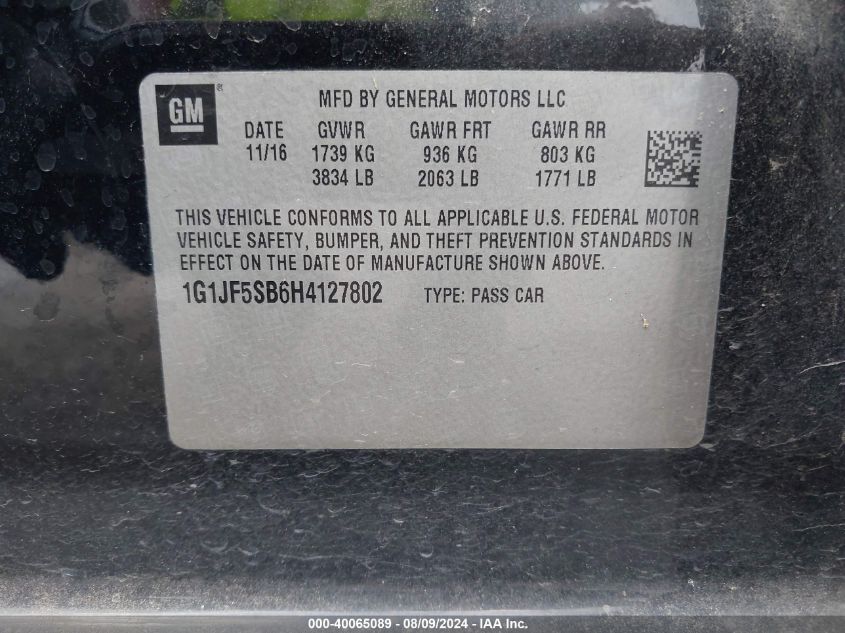 GM ®
MFD BY GENERAL MOTORS LLC
DATE GVWR GAWR FRT GAWR RR
11/16 1739 KG 936 KG 803 KG
3834 LB 2063 LB 1771 LB
THIS VEHICLE CONFORMS TO ALL APPLICABLE U.S. FEDERAL MOTOR
VEHICLE SAFETY, BUMPER, AND THEFT PREVENTION STANDARDS IN
EFFECT ON THE DATE OF MANUFACTURE SHOWN ABOVE.
1G1JF5SB6H4127802 TYPE: PASS CAR
000-40065089 - 08/09/2024 - IAA Inc.